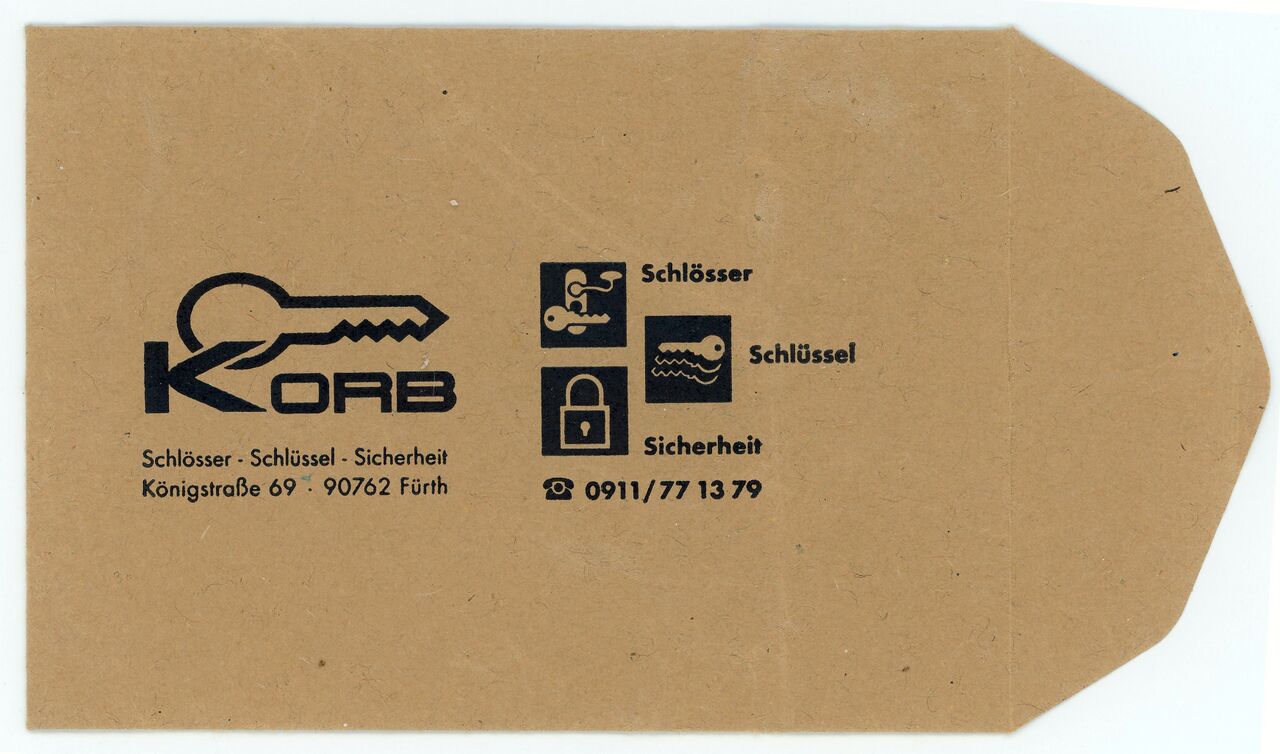 KORB
Schlösser - Schlüssel - Sicherheit
Königstraße 69 · 90762 Fürth
Schlösser
Schlüssel
Sicherheit
☎ 0911/77 13 79